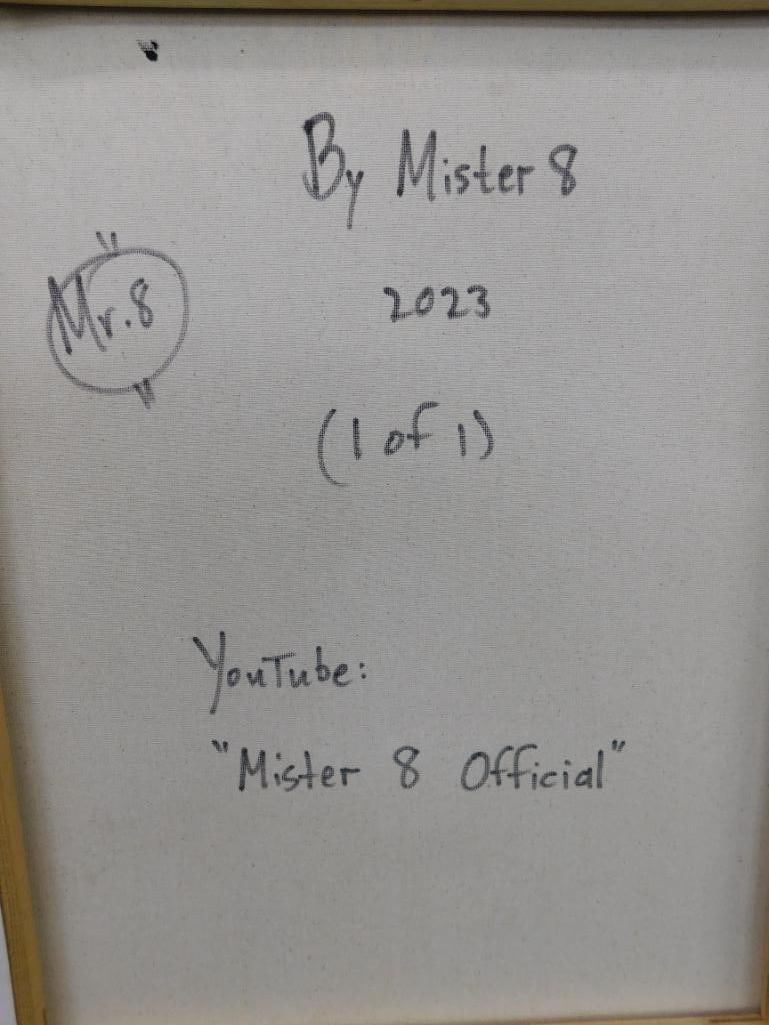 By Mister 8
"Mr.8"
2023
(1 of 1)
YouTube:
"Mister 8 Official"